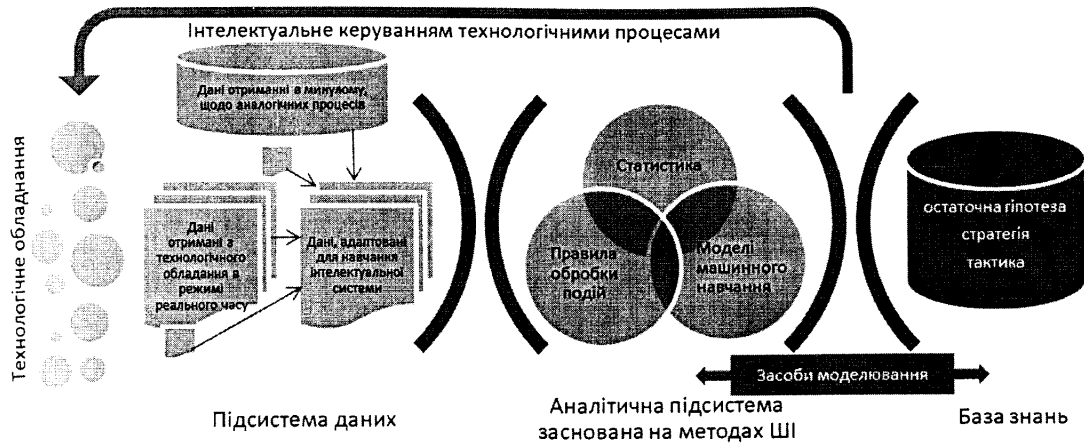 Інтелектуальне керуванням технологічними процесами
Технологічне обладнання
Дані отриманні в минулому,
щодо аналогічних процесів
Дані
отримані з
технологічного
обладання в
режимі
реального часу
Дані, адаптовані
для навчання
інтелектуальної
системи
Статистика
Правила
обробки
подій
Моделі
машинного
навчання
остаточна гіпотеза
стратегія
тактика
Засоби моделювання
Підсистема даних
Аналітична підсистема
заснована на методах ШІ
База знань